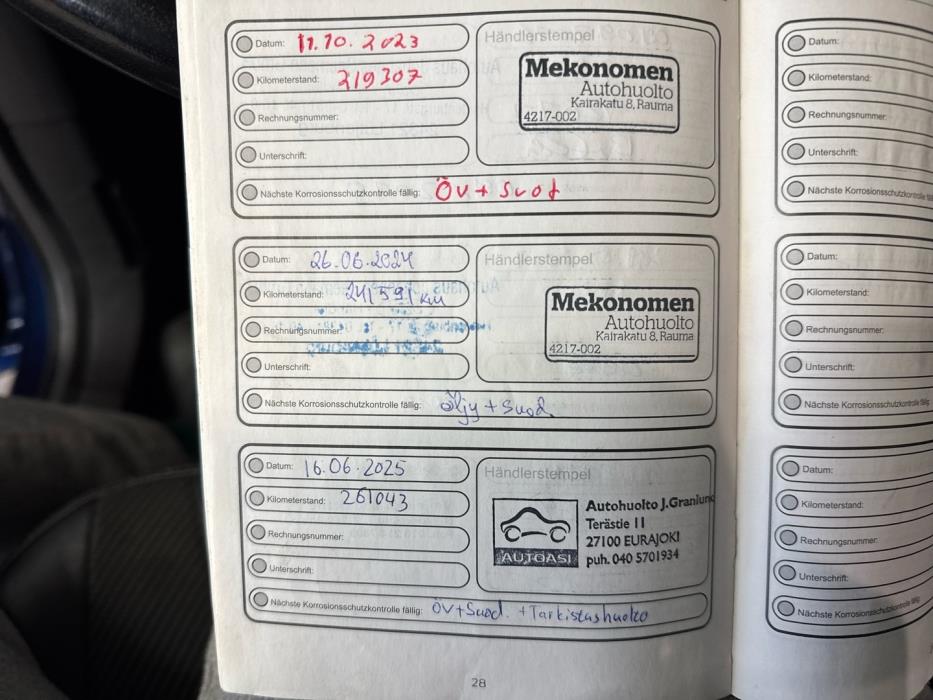 Datum: 11.10.2023
Kilometerstand: 219307
Rechnungsnummer:
Unterschrift:
Nächste Korrosionsschutzkontrolle fällig: ÖV + Suod
Händlerstempel
Mekonomen
Autohuolto
Kairakatu 8, Rauma
4217-002
Datum: 26.06.2024
Kilometerstand: 241591 km
Rechnungsnummer:
Unterschrift:
Nächste Korrosionsschutzkontrolle fällig: Öljy + Suod.
Händlerstempel
Mekonomen
Autohuolto
Kairakatu 8, Rauma
4217-002
Datum: 16.06.2025
Kilometerstand: 261043
Rechnungsnummer:
Unterschrift:
Nächste Korrosionsschutzkontrolle fällig: ÖV+Suod. +Tarkistushuolto
Händlerstempel
AUTOASI
Autohuolto J.Granlund
Terästie 11
27100 EURAJOKI
puh. 040 5701934
28
Datum:
Kilometerstand:
Rechnungsnummer:
Unterschrift:
Nächste Korrosionsschutzkontrolle fäll
Datum:
Kilometerstand:
Rechnungsnummer:
Unterschrift:
Nächste Korrosionsschutzkontrolle fällig:
Datum:
Kilometerstand:
Rechnungsnummer:
Unterschrift:
Nächste Korrosionsschutzkontrolle fällig: